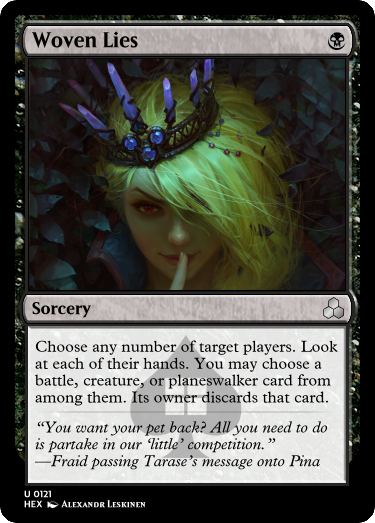 Woven Lies
Sorcery
Choose any number of target players. Look
at each of their hands. You may choose a
battle, creature, or planeswalker card from
among them. Its owner discards that card.
“You want your pet back? All you need to do
is partake in our ‘little’ competition.”
—Fraid passing Tarase’s message onto Pina
U 0121
HEX Alexandr Leskinen